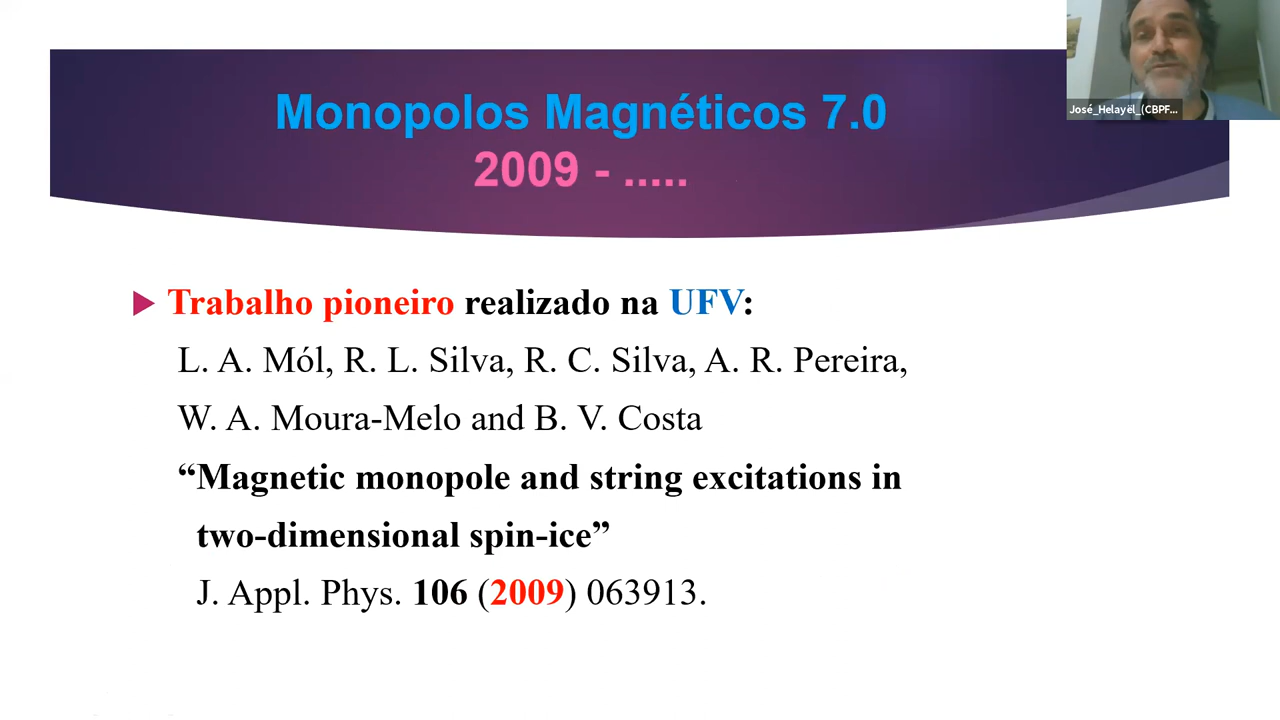 Monopolos Magnéticos 7.0
2009 - .....
José_Helayël_(CBPF...
Trabalho pioneiro realizado na UFV:
L. A. Mól, R. L. Silva, R. C. Silva, A. R. Pereira,
W. A. Moura-Melo and B. V. Costa
“Magnetic monopole and string excitations in
two-dimensional spin-ice”
J. Appl. Phys. 106 (2009) 063913.